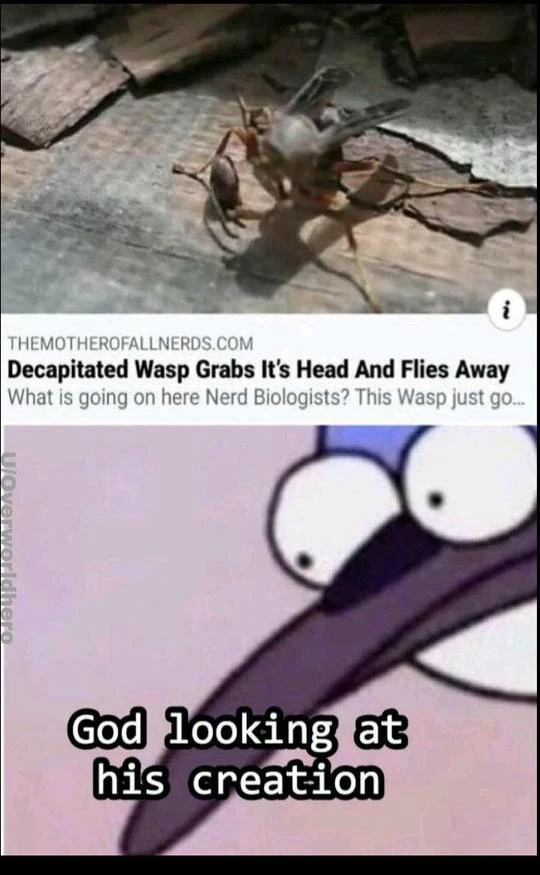 i
THEMOTHEROFALLNERDS.COM
Decapitated Wasp Grabs It's Head And Flies Away
What is going on here Nerd Biologists? This Wasp just go...
u/Overworldhero
God looking at
his creation